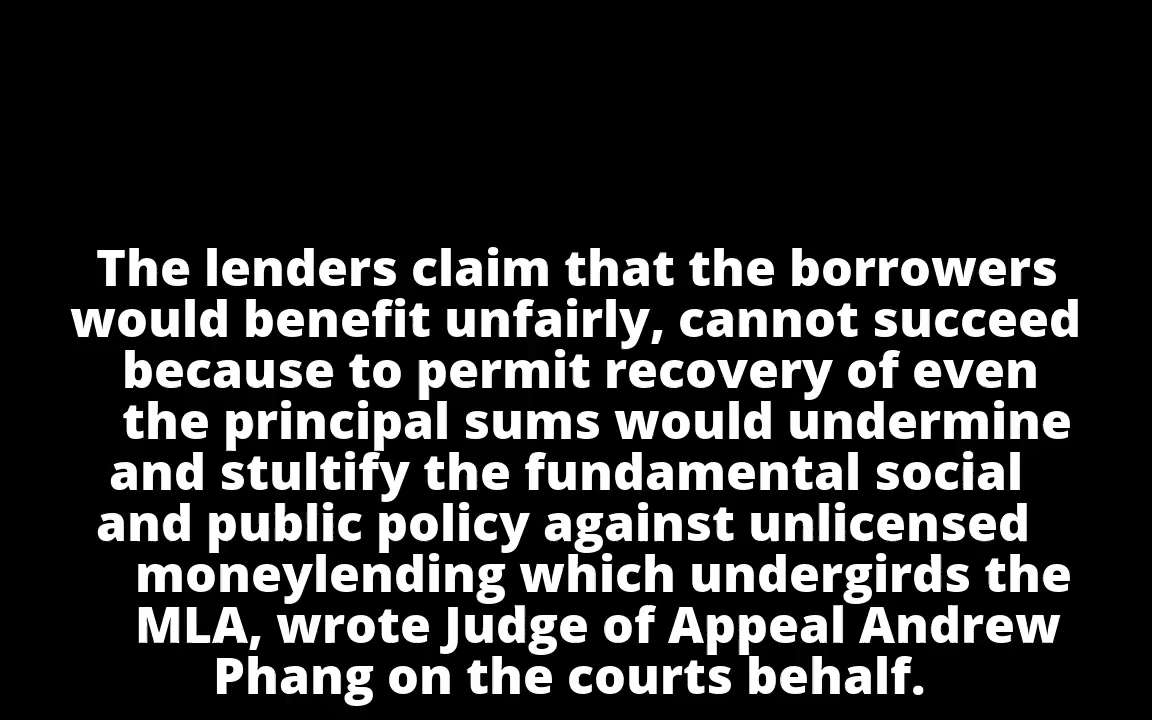 The lenders claim that the borrowers
would benefit unfairly, cannot succeed
because to permit recovery of even
the principal sums would undermine
and stultify the fundamental social
and public policy against unlicensed
moneylending which undergirds the
MLA, wrote Judge of Appeal Andrew
Phang on the courts behalf.